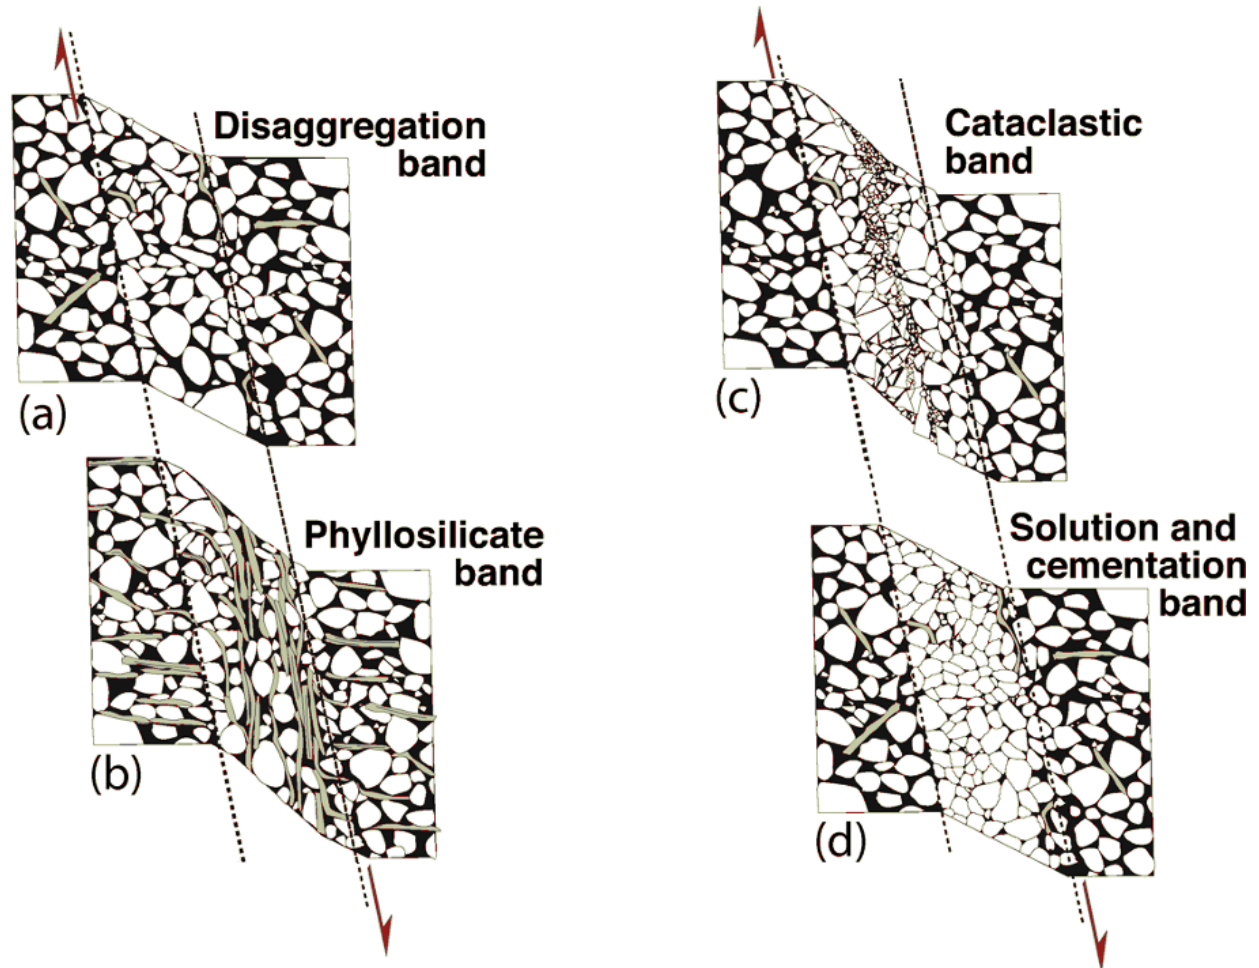 Disaggregation
band
(a)
Phyllosilicate
band
(b)
Cataclastic
band
(c)
Solution and
cementation
band
(d)